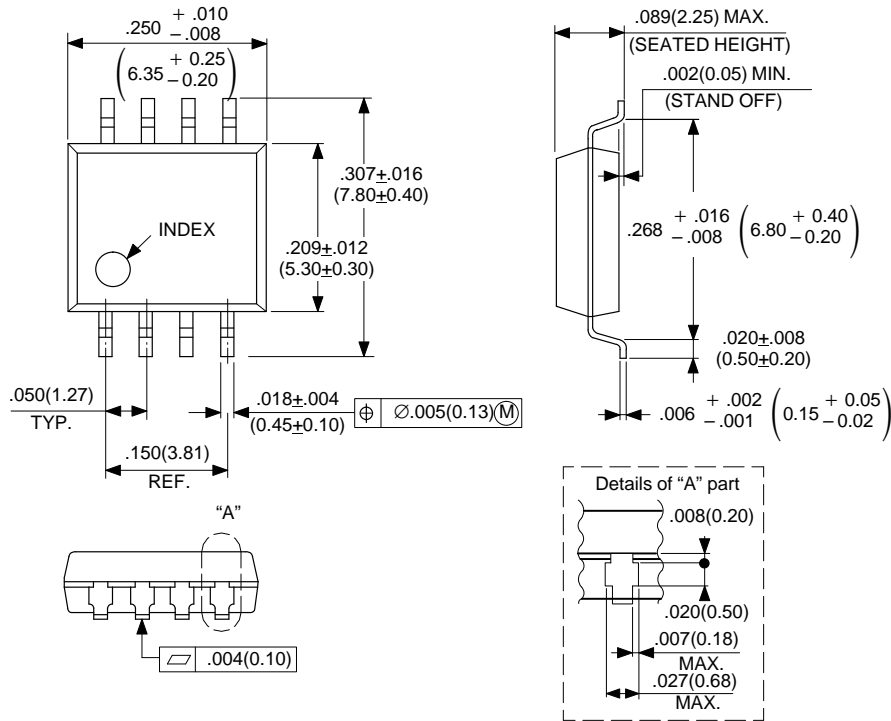 .250 + .010 – .008
(6.35 + 0.25 – 0.20)
INDEX
.307±.016
(7.80±0.40)
.209±.012
(5.30±0.30)
.050(1.27)
TYP.
.018±.004
(0.45±0.10)
⌖ Ø.005(0.13)Ⓜ
.150(3.81)
REF.
.089(2.25) MAX.
(SEATED HEIGHT)
.002(0.05) MIN.
(STAND OFF)
.268 + .016 – .008 (6.80 + 0.40 – 0.20)
.020±.008
(0.50±0.20)
.006 + .002 -.001 (0.15 + 0.05 – 0.02)
“A”
⏥ .004(0.10)
Details of “A” part
.008(0.20)
.020(0.50)
.007(0.18)
MAX.
.027(0.68)
MAX.